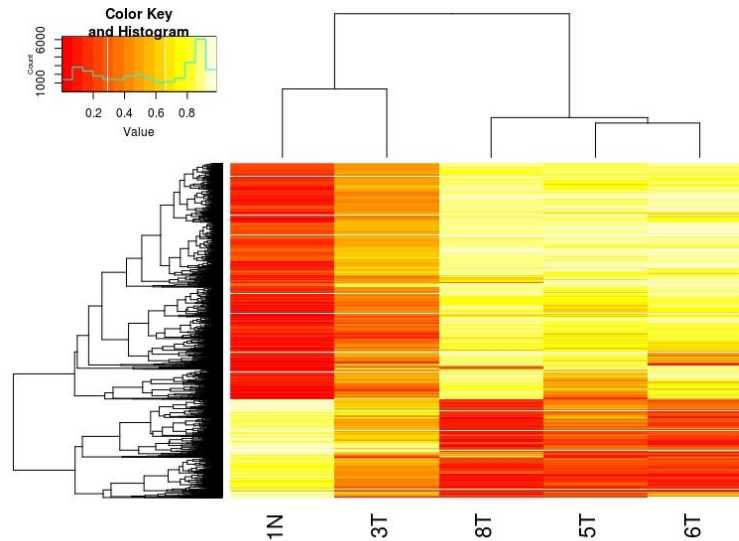 Color Key
and Histogram
Count
1000 6000
0.2 0.4 0.6 0.8
Value
1N 3T 8T 5T 6T